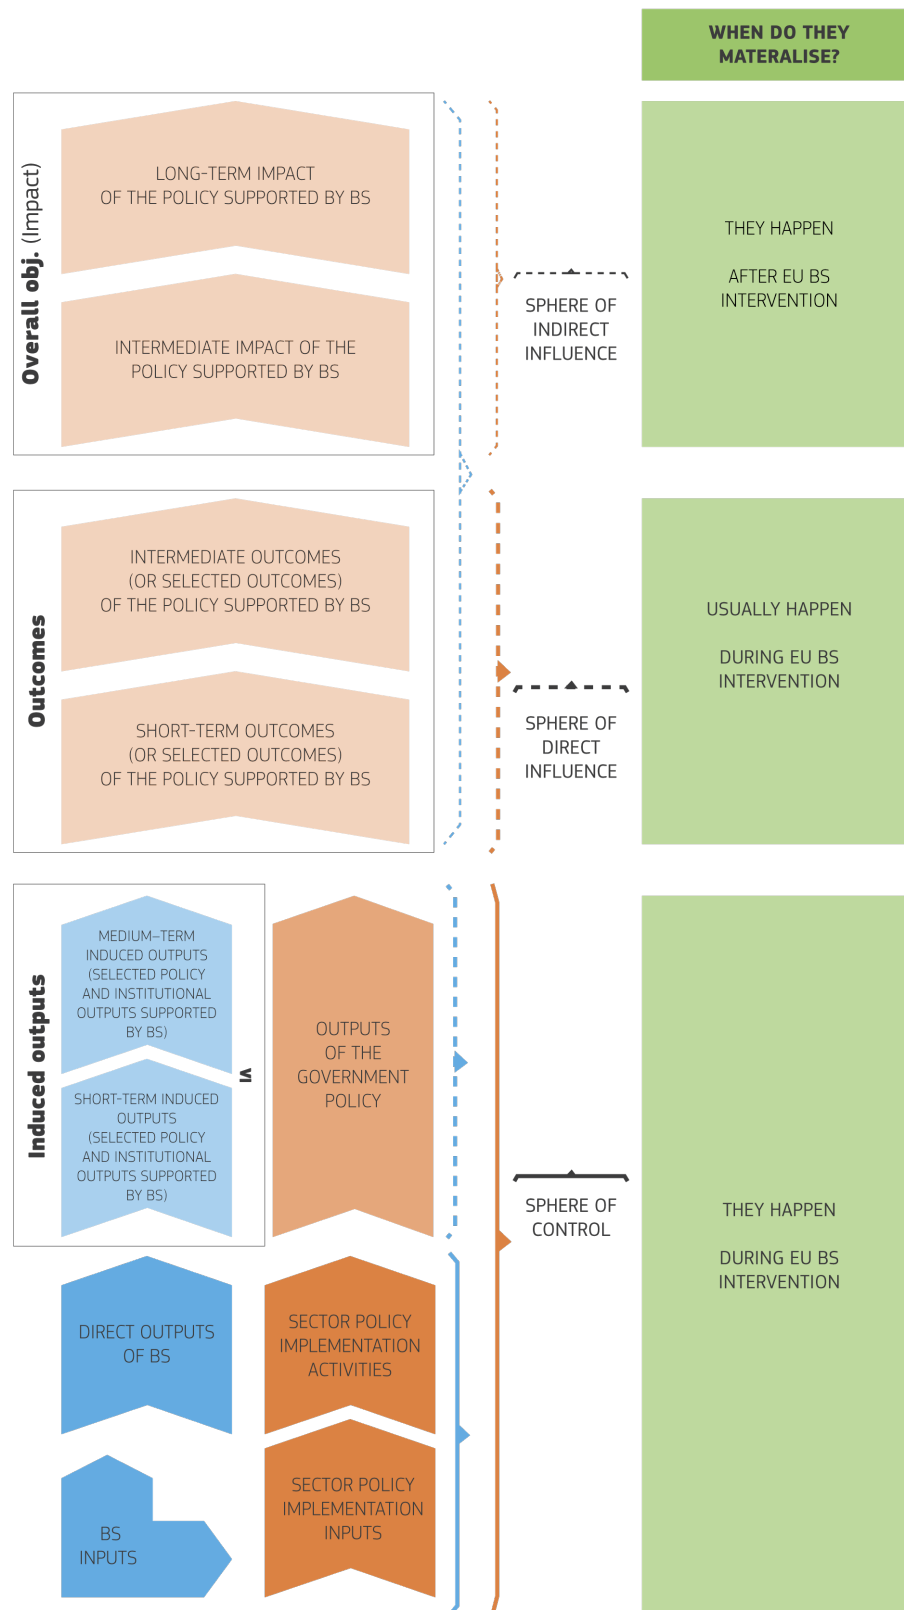 WHEN DO THEY
MATERALISE?
Overall obj. (Impact)
LONG-TERM IMPACT
OF THE POLICY SUPPORTED BY BS
INTERMEDIATE IMPACT OF THE
POLICY SUPPORTED BY BS
SPHERE OF
INDIRECT
INFLUENCE
THEY HAPPEN
AFTER EU BS
INTERVENTION
Outcomes
INTERMEDIATE OUTCOMES
(OR SELECTED OUTCOMES)
OF THE POLICY SUPPORTED BY BS
SHORT-TERM OUTCOMES
(OR SELECTED OUTCOMES)
OF THE POLICY SUPPORTED BY BS
SPHERE OF
DIRECT
INFLUENCE
USUALLY HAPPEN
DURING EU BS
INTERVENTION
Induced outputs
MEDIUM–TERM
INDUCED OUTPUTS
(SELECTED POLICY
AND INSTITUTIONAL
OUTPUTS SUPPORTED
BY BS)
SHORT-TERM INDUCED
OUTPUTS
(SELECTED POLICY
AND INSTITUTIONAL
OUTPUTS SUPPORTED
BY BS)
≤
OUTPUTS
OF THE
GOVERNMENT
POLICY
DIRECT OUTPUTS
OF BS
SECTOR POLICY
IMPLEMENTATION
ACTIVITIES
BS
INPUTS
SECTOR POLICY
IMPLEMENTATION
INPUTS
SPHERE OF
CONTROL
THEY HAPPEN
DURING EU BS
INTERVENTION